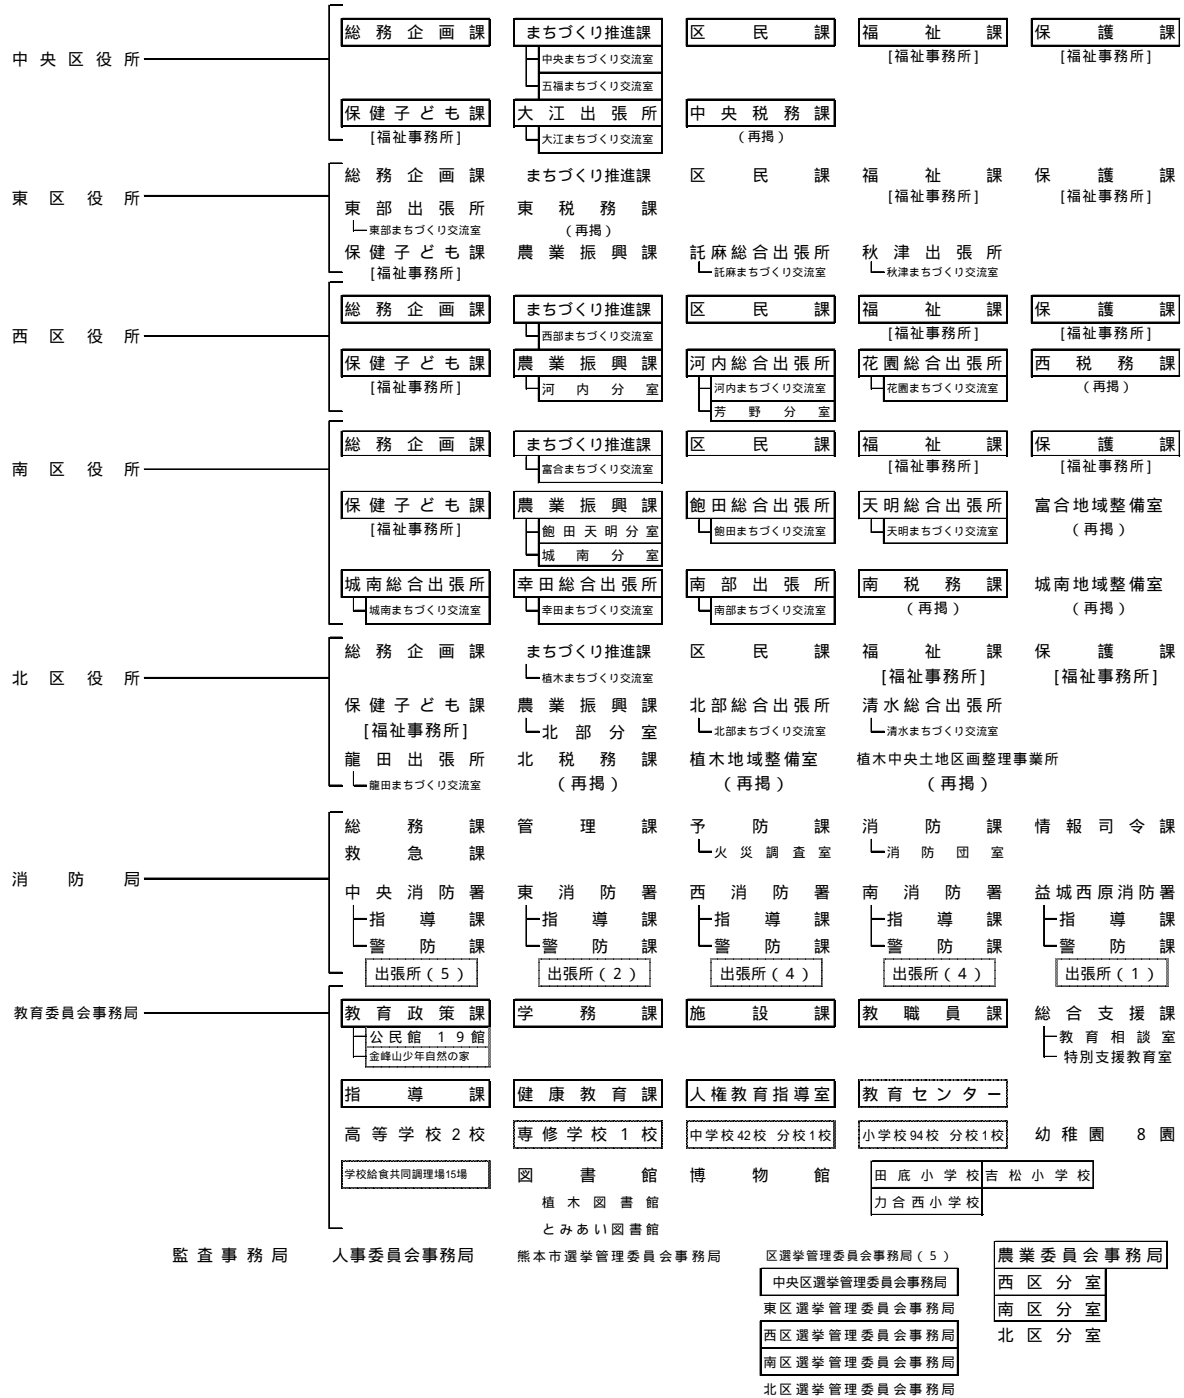 中央区役所
総務企画課 まちづくり推進課 区民課 福祉課 保護課
中央まちづくり交流室 [福祉事務所] [福祉事務所]
五福まちづくり交流室
保健子ども課 大江出張所 中央税務課
[福祉事務所] 大江まちづくり交流室 (再掲)
東区役所
総務企画課 まちづくり推進課 区民課 福祉課 保護課
[福祉事務所] [福祉事務所]
東部出張所 東税務課
東部まちづくり交流室 (再掲)
保健子ども課 農業振興課 託麻総合出張所 秋津出張所
[福祉事務所] 託麻まちづくり交流室 秋津まちづくり交流室
西区役所
総務企画課 まちづくり推進課 区民課 福祉課 保護課
西部まちづくり交流室 [福祉事務所] [福祉事務所]
保健子ども課 農業振興課 河内総合出張所 花園総合出張所 西税務課
[福祉事務所] 河内分室 河内まちづくり交流室 花園まちづくり交流室 (再掲)
芳野分室
南区役所
総務企画課 まちづくり推進課 区民課 福祉課 保護課
富合まちづくり交流室 [福祉事務所] [福祉事務所]
保健子ども課 農業振興課 飽田総合出張所 天明総合出張所 富合地域整備室
[福祉事務所] 飽田天明分室 飽田まちづくり交流室 天明まちづくり交流室 (再掲)
城南分室
城南総合出張所 幸田総合出張所 南部出張所 南税務課 城南地域整備室
城南まちづくり交流室 幸田まちづくり交流室 南部まちづくり交流室 (再掲) (再掲)
北区役所
総務企画課 まちづくり推進課 区民課 福祉課 保護課
植木まちづくり交流室 [福祉事務所] [福祉事務所]
保健子ども課 農業振興課 北部総合出張所 清水総合出張所
[福祉事務所] 北部分室 北部まちづくり交流室 清水まちづくり交流室
龍田出張所 北税務課 植木地域整備室 植木中央土地区画整理事業所
龍田まちづくり交流室 (再掲) (再掲) (再掲)
消防局
総務課 管理課 予防課 消防課 情報司令課
救急課 火災調査室 消防団室
中央消防署 東消防署 西消防署 南消防署 益城西原消防署
指導課 指導課 指導課 指導課 指導課
警防課 警防課 警防課 警防課 警防課
出張所(5) 出張所(2) 出張所(4) 出張所(4) 出張所(1)
教育委員会事務局
教育政策課 学務課 施設課 教職員課 総合支援課
公民館 19館 教育相談室
金峰山少年自然の家 特別支援教育室
指導課 健康教育課 人権教育指導室 教育センター
高等学校2校 専修学校1校 中学校42校 分校1校 小学校94校 分校1校 幼稚園 8園
学校給食共同調理場15場 図書館 博物館 田底小学校 吉松小学校
植木図書館 力合西小学校
とみあい図書館
監査事務局 人事委員会事務局 熊本市選挙管理委員会事務局 区選挙管理委員会事務局(5) 農業委員会事務局
中央区選挙管理委員会事務局 西区分室
東区選挙管理委員会事務局 南区分室
西区選挙管理委員会事務局 北区分室
南区選挙管理委員会事務局
北区選挙管理委員会事務局